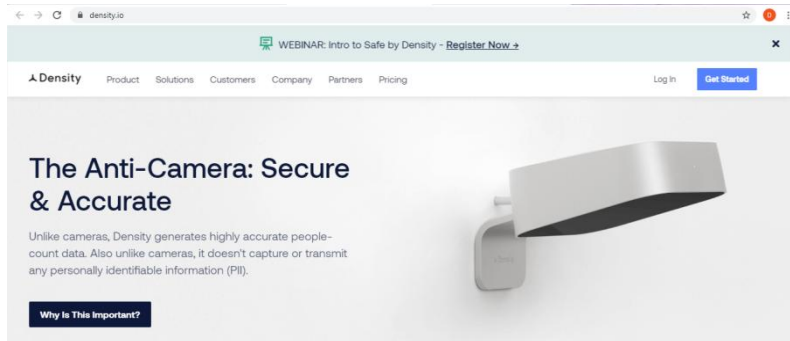 density.io
WEBINAR: Intro to Safe by Density - Register Now →
Density Product Solutions Customers Company Partners Pricing Log In Get Started
The Anti-Camera: Secure
& Accurate
Unlike cameras, Density generates highly accurate people-
count data. Also unlike cameras, it doesn't capture or transmit
any personally identifiable information (PII).
Why Is This Important?